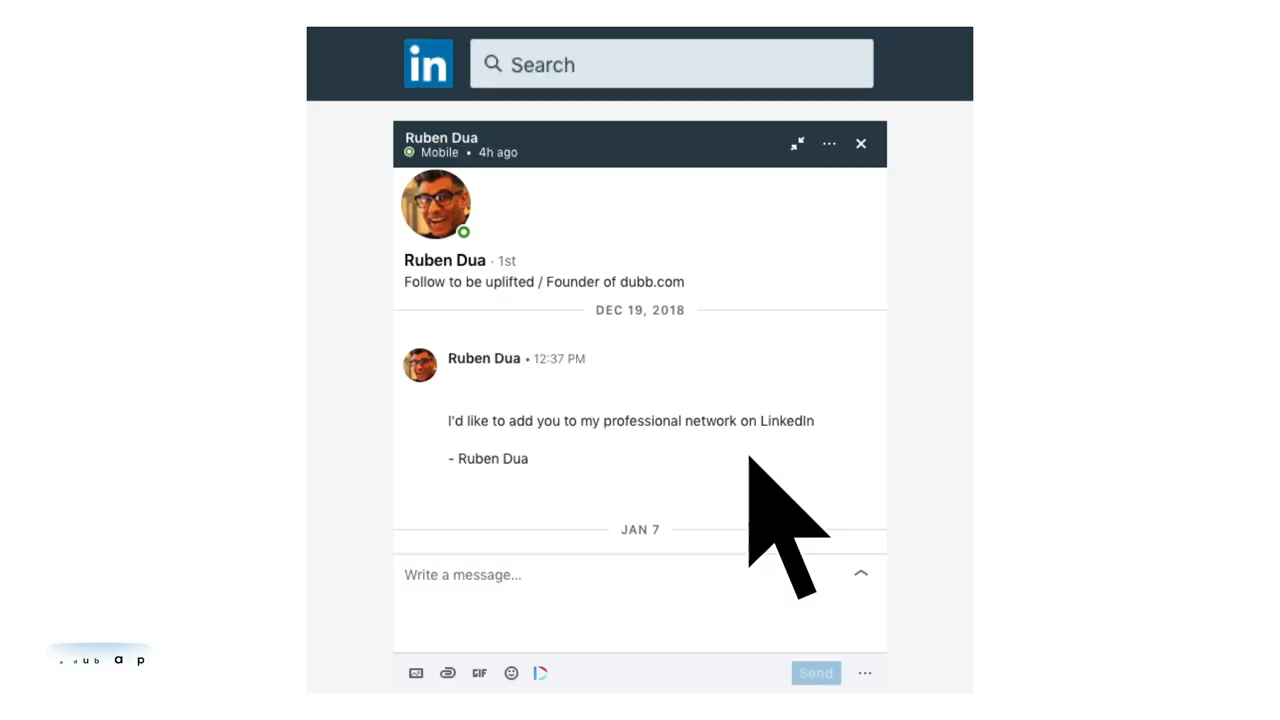 in
Search
Ruben Dua
Mobile • 4h ago
Ruben Dua · 1st
Follow to be uplifted / Founder of dubb.com
DEC 19, 2018
Ruben Dua • 12:37 PM
I'd like to add you to my professional network on LinkedIn
- Ruben Dua
JAN 7
Write a message...
GIF
Send